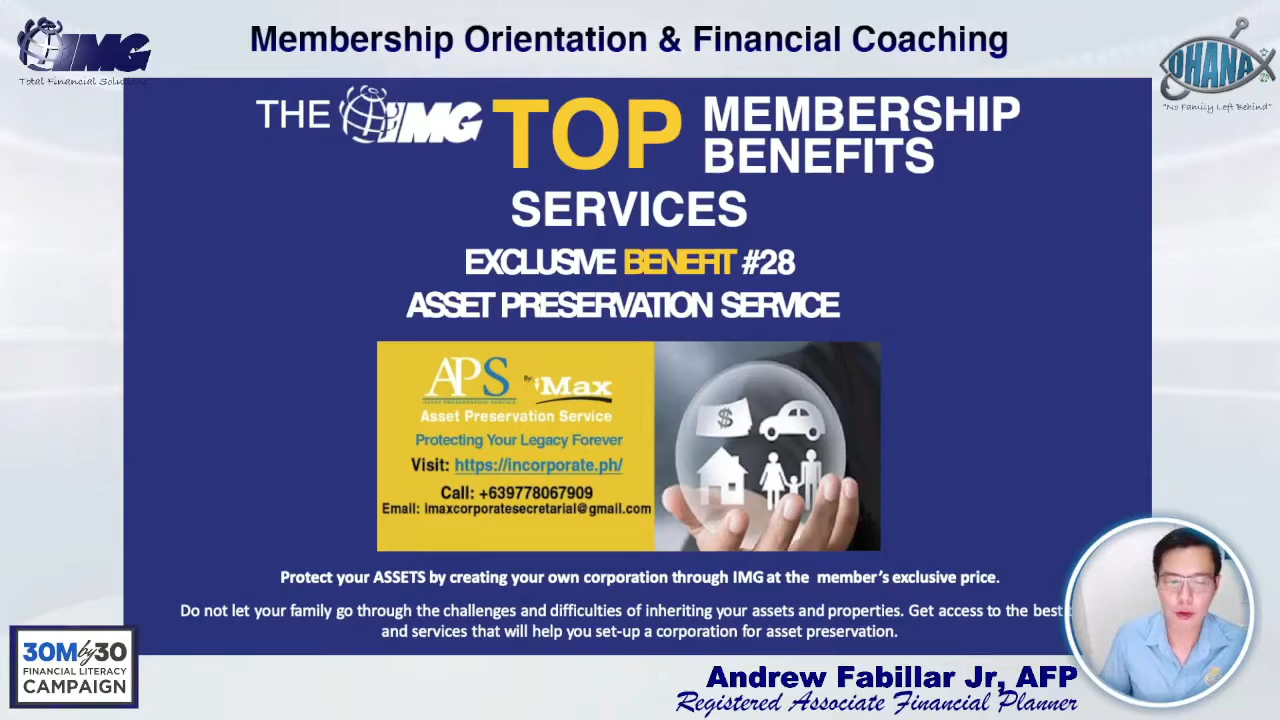 IMG
Total Financial Solutions
Membership Orientation & Financial Coaching
OHANA
"No Family Left Behind"
THE IMG TOP MEMBERSHIP BENEFITS
SERVICES
EXCLUSIVE BENEFIT #28
ASSET PRESERVATION SERVICE
APS By: iMax
ASSET PRESERVATION SERVICE
Asset Preservation Service
Protecting Your Legacy Forever
Visit: https://incorporate.ph/
Call: +639778067909
Email: imaxcorporatesecretarial@gmail.com
$
Protect your ASSETS by creating your own corporation through IMG at the member's exclusive price.
Do not let your family go through the challenges and difficulties of inheriting your assets and properties. Get access to the best
and services that will help you set-up a corporation for asset preservation.
30M by 30
FINANCIAL LITERACY
CAMPAIGN
Andrew Fabillar Jr, AFP
Registered Associate Financial Planner